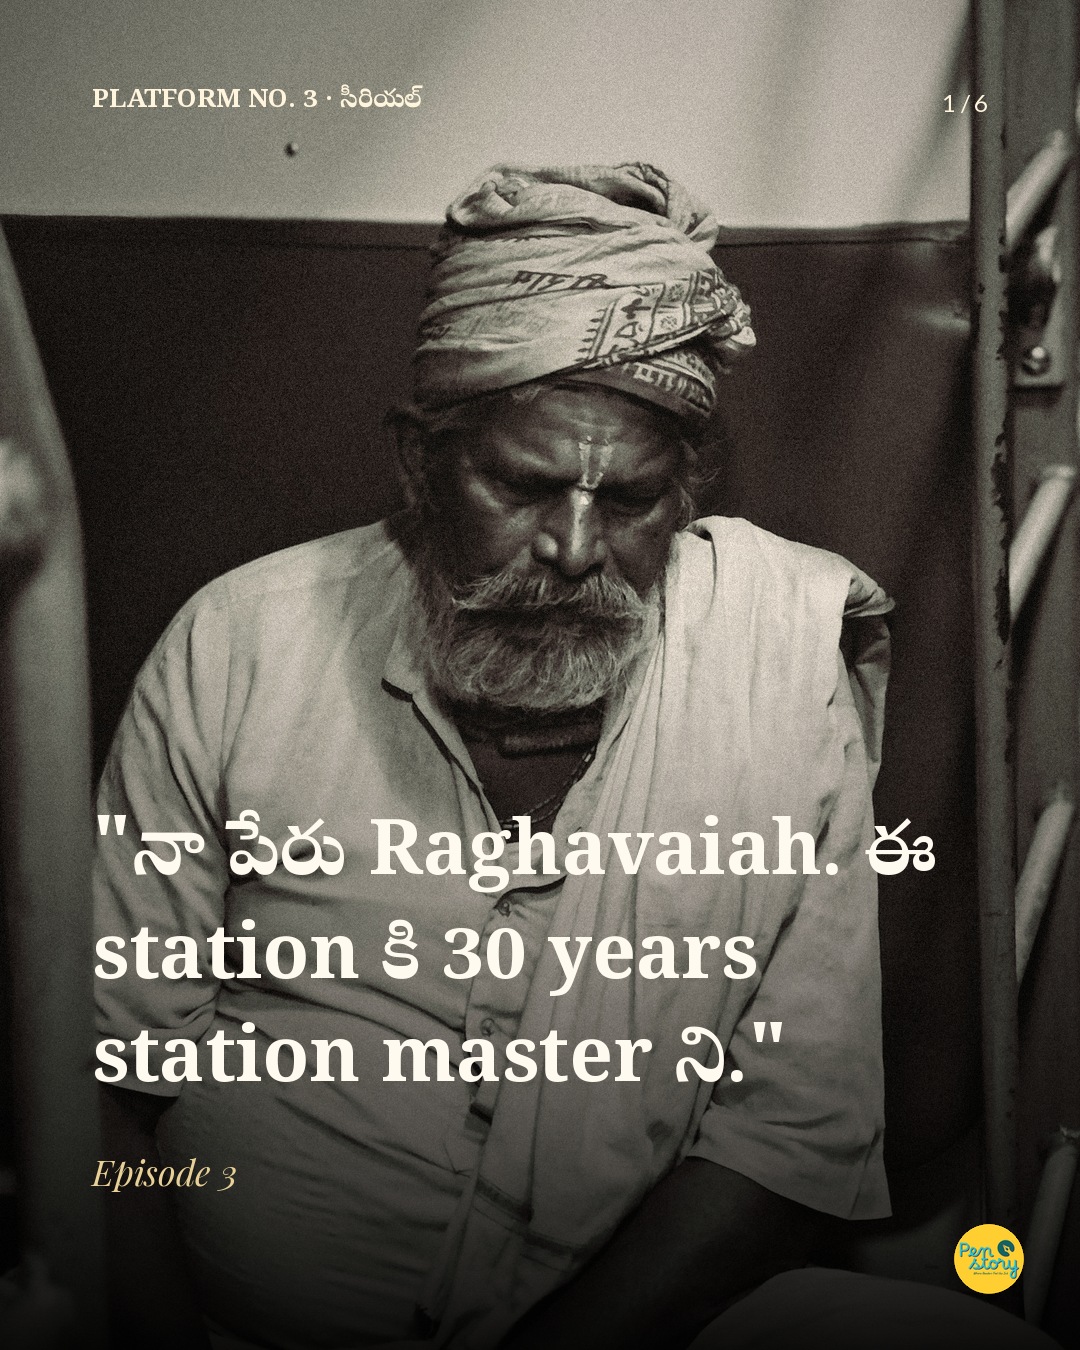 PLATFORM NO. 3 · సీరియల్
1/6
"నా పేరు Raghavaiah. ఈ
station కి 30 years
station master ని."
Episode 3
Pen
story